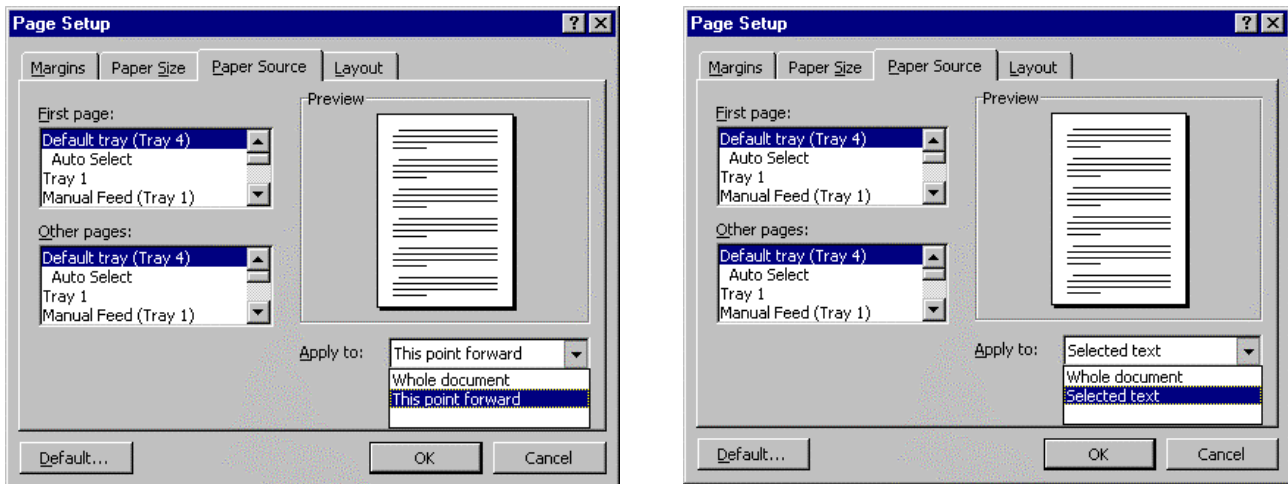 Page Setup
Margins Paper Size Paper Source Layout
First page:
Default tray (Tray 4)
Auto Select
Tray 1
Manual Feed (Tray 1)
Other pages:
Default tray (Tray 4)
Auto Select
Tray 1
Manual Feed (Tray 1)
Preview
Apply to: This point forward
Whole document
This point forward
Default... OK Cancel
Page Setup
Margins Paper Size Paper Source Layout
First page:
Default tray (Tray 4)
Auto Select
Tray 1
Manual Feed (Tray 1)
Other pages:
Default tray (Tray 4)
Auto Select
Tray 1
Manual Feed (Tray 1)
Preview
Apply to: Selected text
Whole document
Selected text
Default... OK Cancel